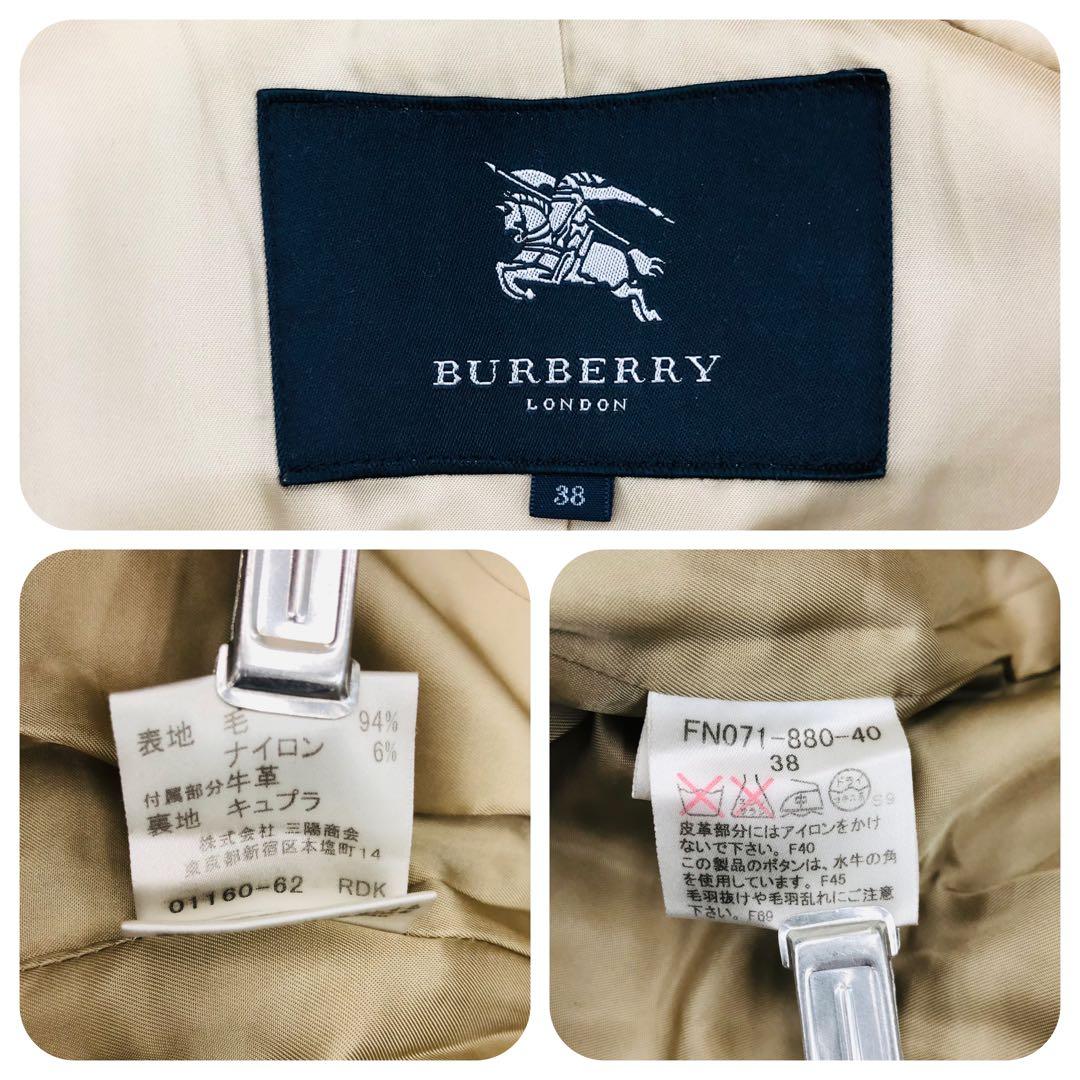 BURBERRY
LONDON
38
表地 毛 94%
ナイロン 6%
付属部分 牛革
裏地 キュプラ
株式会社 三陽商会
東京都新宿区本塩町14
01160-62 RDK
FN071-880-40
38
ドライ
S9
皮革部分にはアイロンをかけ
ないで下さい。F40
この製品のボタンは、水牛の角
を使用しています。F45
毛羽抜けや毛羽乱れにご注意
下さい。F69